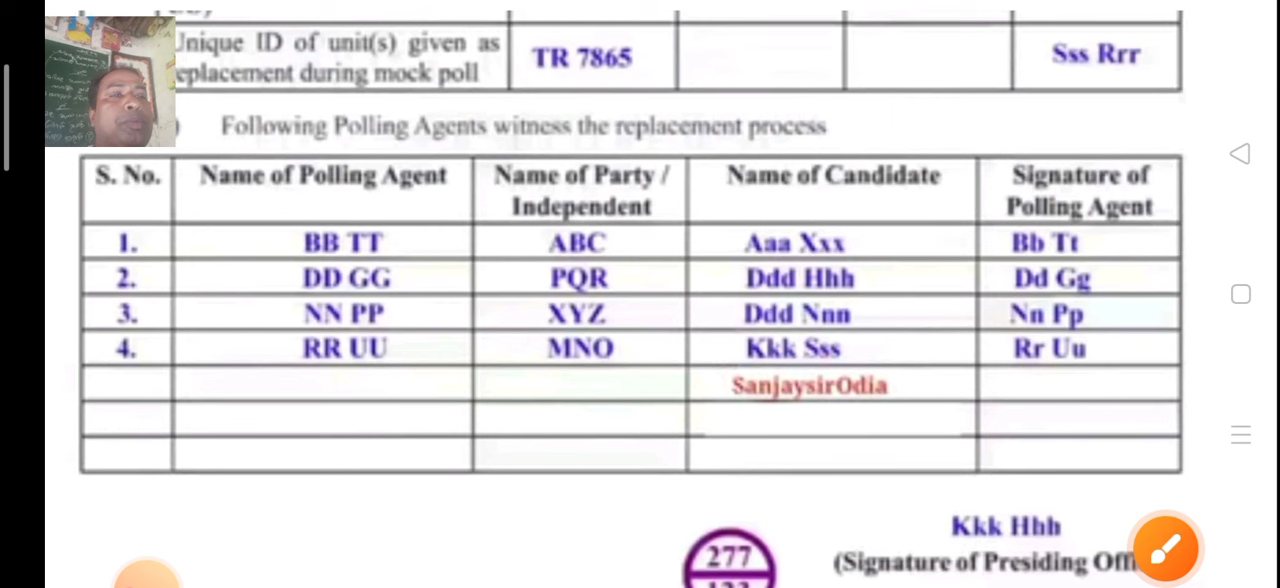 Unique ID of unit(s) given as
replacement during mock poll
TR 7865
Sss Rrr
Following Polling Agents witness the replacement process
S. No.
Name of Polling Agent
Name of Party /
Independent
Name of Candidate
Signature of
Polling Agent
1. BB TT ABC Aaa Xxx Bb Tt
2. DD GG PQR Ddd Hhh Dd Gg
3. NN PP XYZ Ddd Nnn Nn Pp
4. RR UU MNO Kkk Sss Rr Uu
SanjaysirOdia
Kkk Hhh
277
(Signature of Presiding Offi